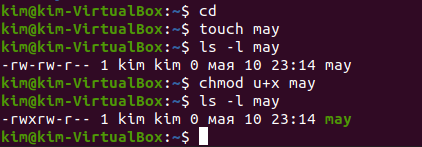 kim@kim-VirtualBox:~$ cd
kim@kim-VirtualBox:~$ touch may
kim@kim-VirtualBox:~$ ls -l may
-rw-rw-r-- 1 kim kim 0 мая 10 23:14 may
kim@kim-VirtualBox:~$ chmod u+x may
kim@kim-VirtualBox:~$ ls -l may
-rwxrw-r-- 1 kim kim 0 мая 10 23:14 may
kim@kim-VirtualBox:~$